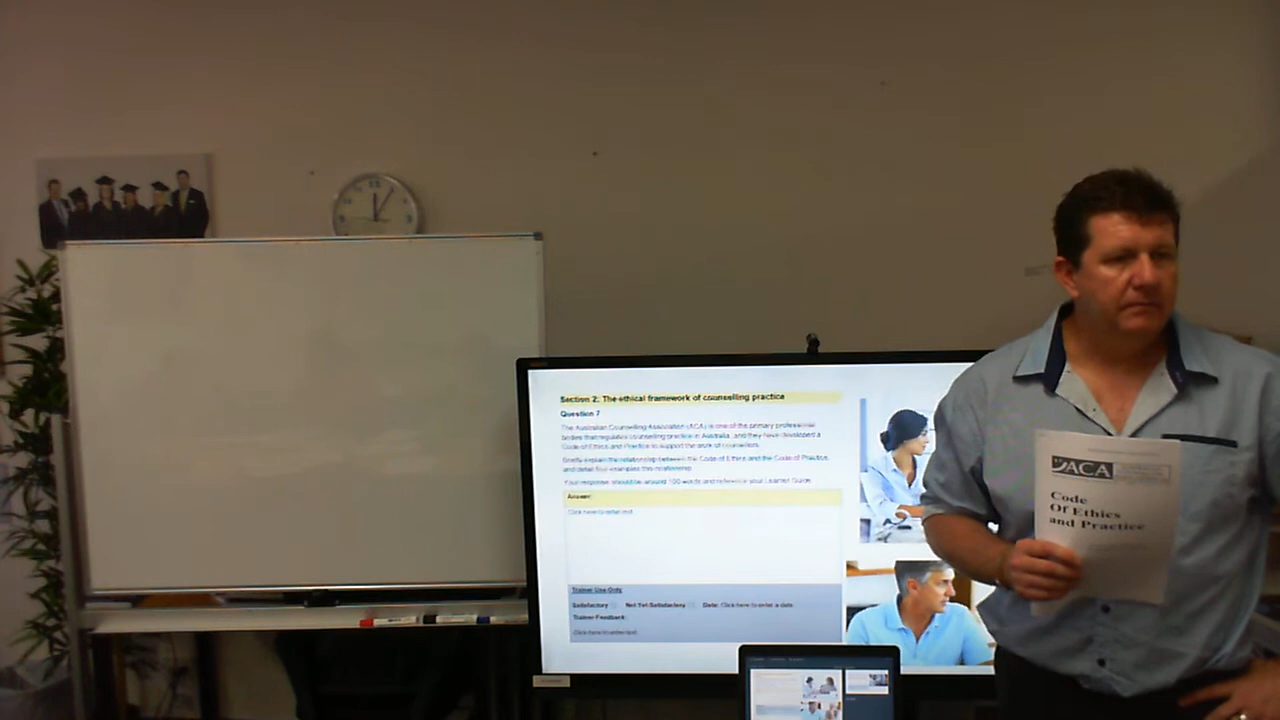 Section 2: The ethical framework of counselling practice
Question 7
The Australian Counselling Association (ACA) is one of the primary professional
bodies that regulates counselling practice in Australia, and they have developed a
Code of Ethics and Practice to support the work of counsellors.
Briefly explain the relationship between the Code of Ethics and the Code of Practice,
and detail four examples this relationship.
Your response should be around 100 words and reference your Learner Guide.
Answer:
Click here to enter text.
Trainer Use Only:
Satisfactory Not Yet Satisfactory Date: Click here to enter a date.
Trainer Feedback:
Click here to enter text.
ACA
Code
Of Ethics
and Practice